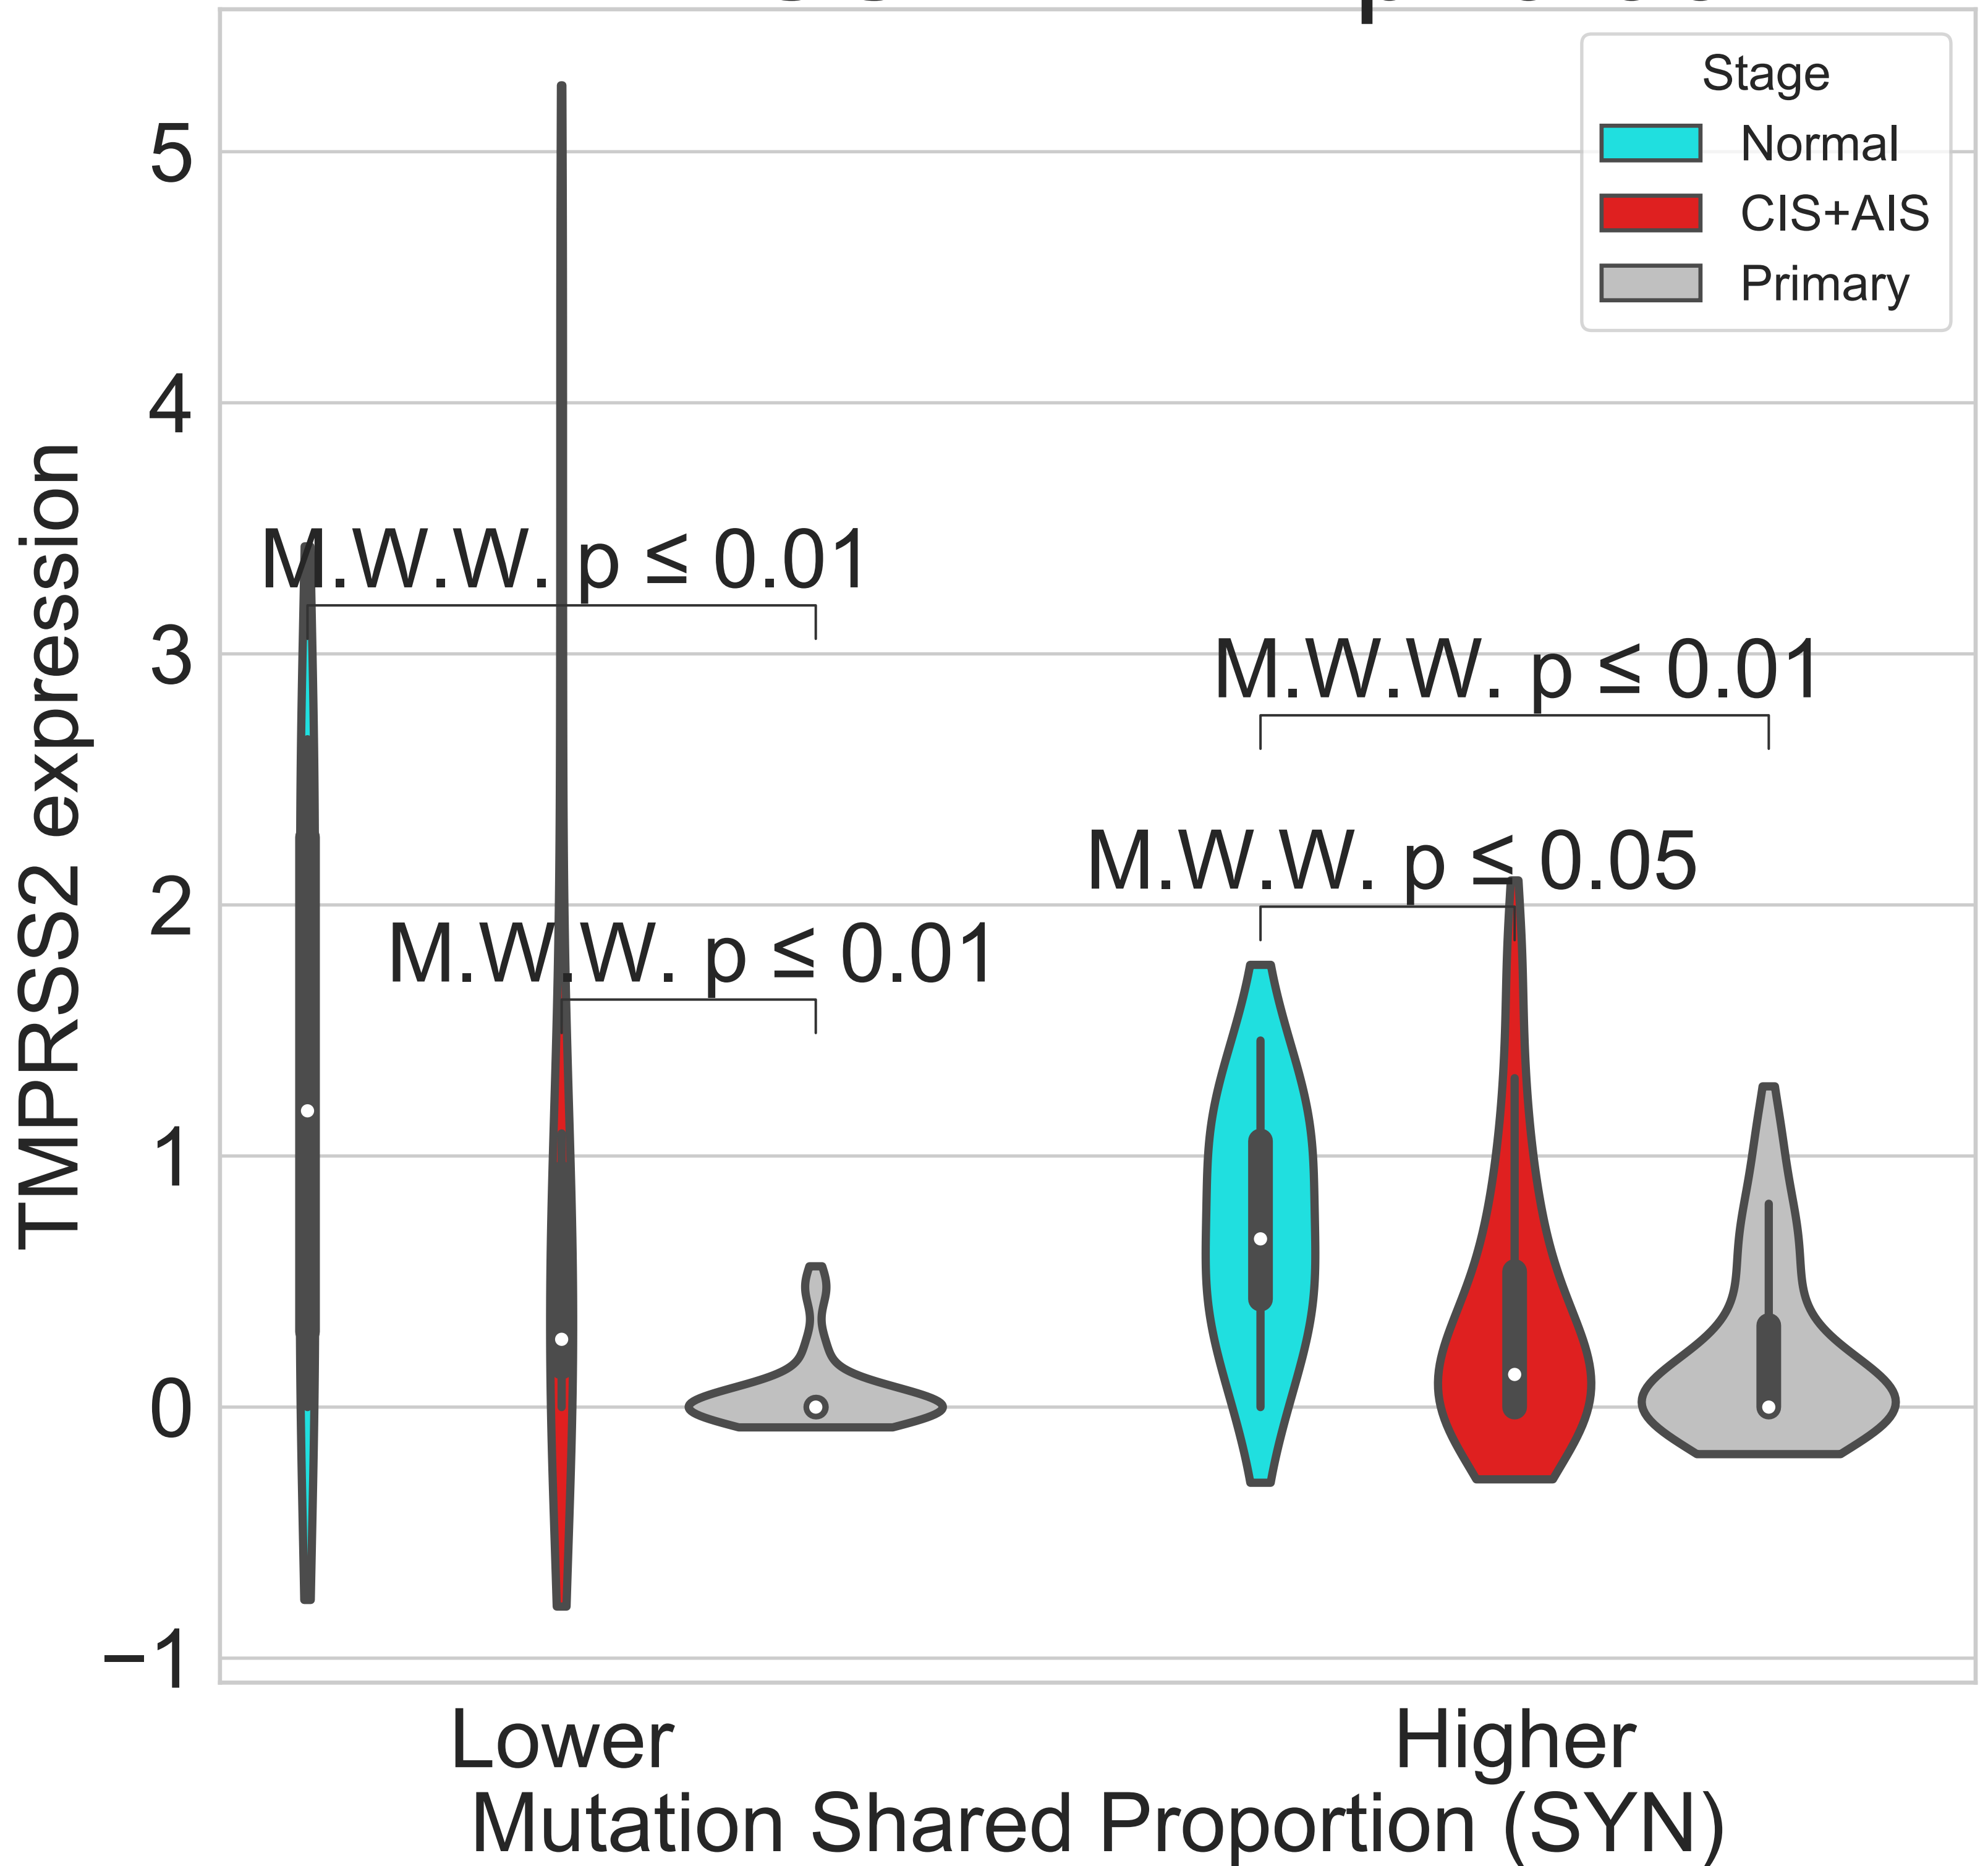 Stage
Normal
CIS+AIS
Primary
5
4
3
2
1
0
−1
TMPRSS2 expression
M.W.W. p ≤ 0.01
M.W.W. p ≤ 0.01
M.W.W. p ≤ 0.05
M.W.W. p ≤ 0.01
Lower
Higher
Mutation Shared Proportion (SYN)